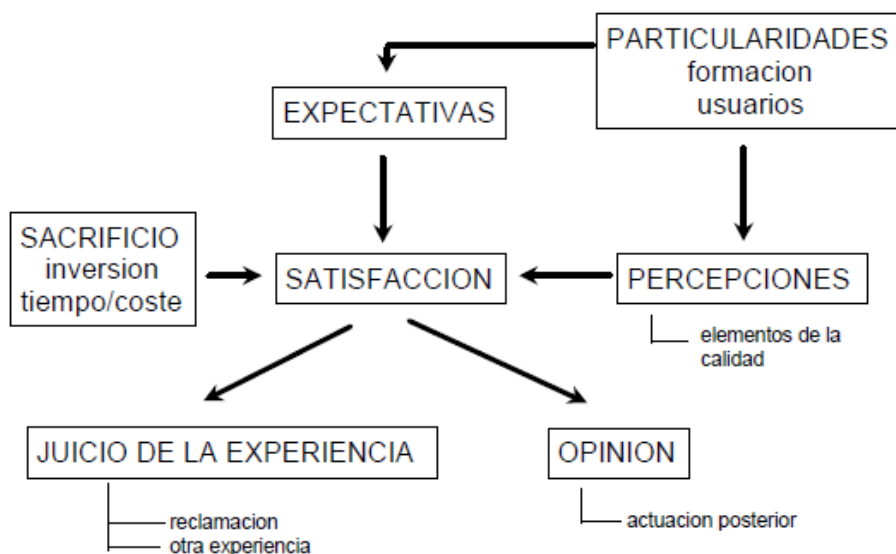 PARTICULARIDADES
formacion
usuarios
EXPECTATIVAS
SACRIFICIO
inversion
tiempo/coste
SATISFACCION
PERCEPCIONES
elementos de la
calidad
JUICIO DE LA EXPERIENCIA
OPINION
reclamacion
otra experiencia
actuacion posterior